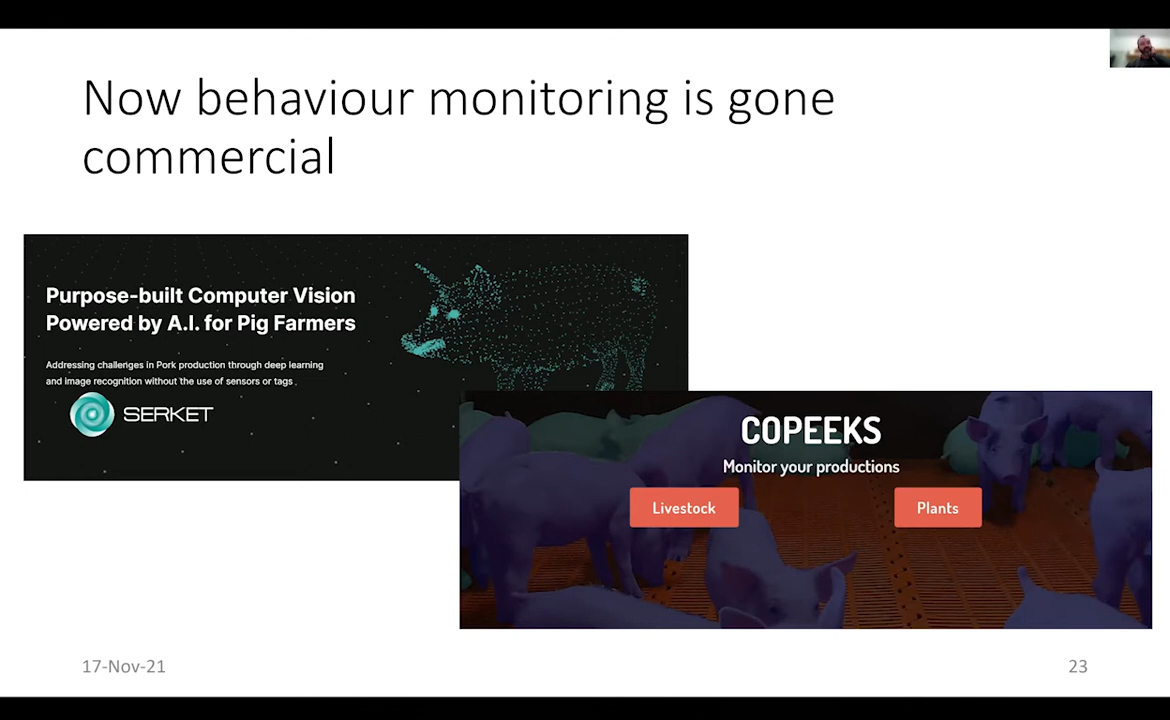 Now behaviour monitoring is gone
commercial
Purpose-built Computer Vision
Powered by A.I. for Pig Farmers
Addressing challenges in Pork production through deep learning
and image recognition without the use of sensors or tags .
SERKET
COPEEKS
Monitor your productions
Livestock
Plants
17-Nov-21
23